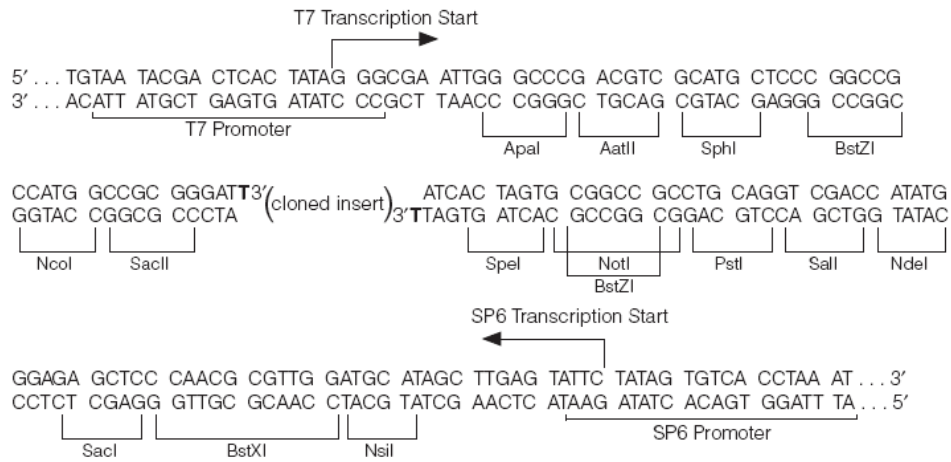 T7 Transcription Start
5′ . . . TGTAA TACGA CTCAC TATAG GGCGA ATTGG GCCCG ACGTC GCATG CTCCC GGCCG
3′ . . . ACATT ATGCT GAGTG ATATC CCGCT TAACC CGGGC TGCAG CGTAC GAGGG CCGGC
T7 Promoter
ApaI AatII SphI BstZI
CCATG GCCGC GGGATT3′ (cloned insert) ATCAC TAGTG CGGCC GCCTG CAGGT CGACC ATATG
GGTAC CGGCG CCCTA 3′TTAGTG ATCAC GCCGG CGGAC GTCCA GCTGG TATAC
NcoI SacII SpeI NotI PstI SalI NdeI
BstZI
SP6 Transcription Start
GGAGA GCTCC CAACG CGTTG GATGC ATAGC TTGAG TATTC TATAG TGTCA CCTAA AT . . . 3′
CCTCT CGAGG GTTGC GCAAC CTACG TATCG AACTC ATAAG ATATC ACAGT GGATT TA . . . 5′
SacI BstXI NsiI SP6 Promoter